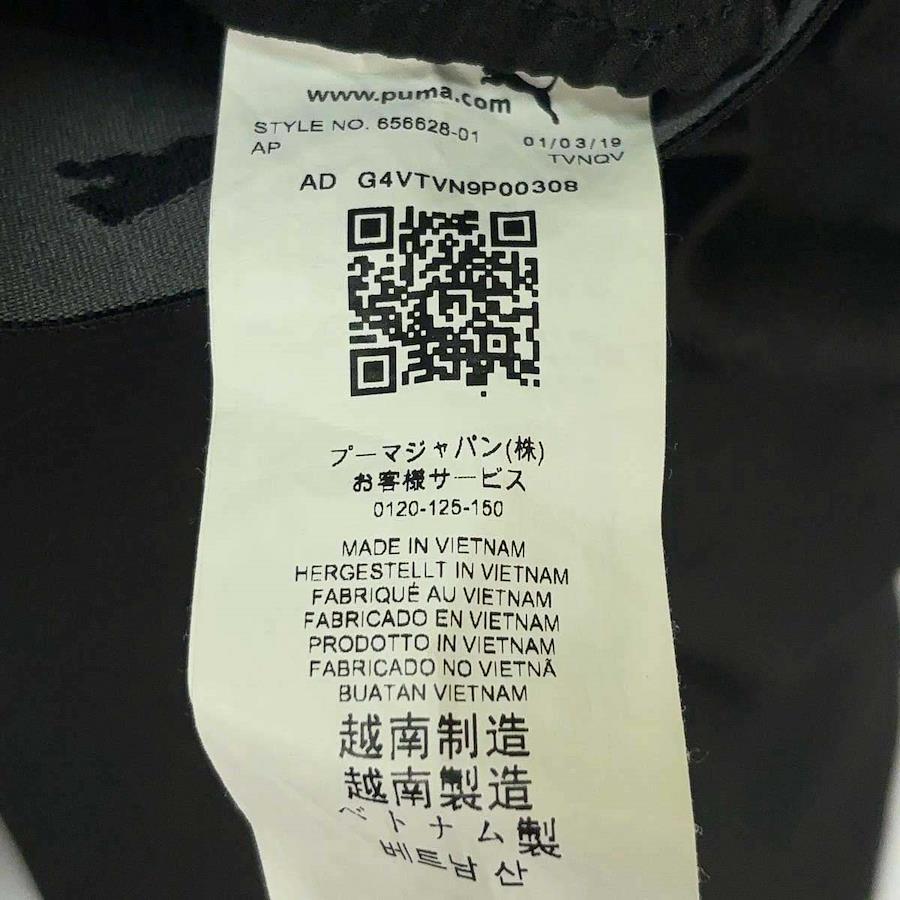 www.puma.com
STYLE NO. 656628-01 01/03/19
AP TVNQV
AD G4VTVN9P00308
プーマジャパン(株)
お客様サービス
0120-125-150
MADE IN VIETNAM
HERGESTELLT IN VIETNAM
FABRIQUÉ AU VIETNAM
FABRICADO EN VIETNAM
PRODOTTO IN VIETNAM
FABRICADO NO VIETNÃ
BUATAN VIETNAM
越南制造
越南製造
ベトナム製
베트남 산